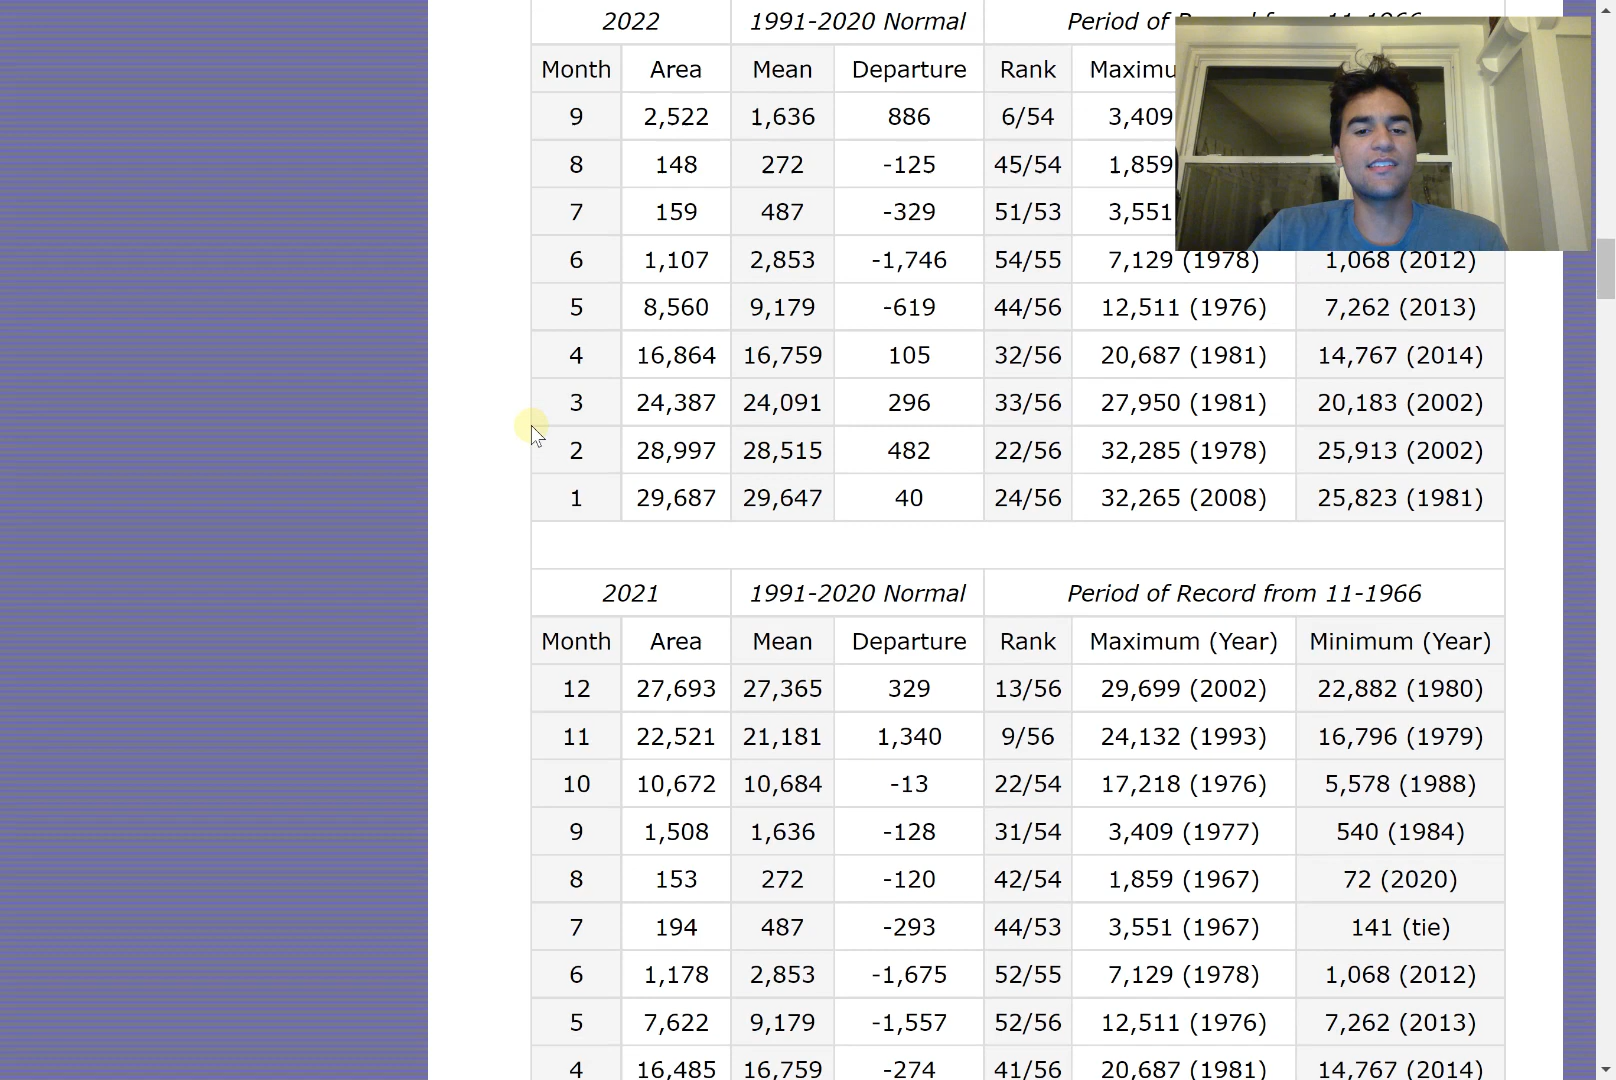 2022 1991-2020 Normal Period of
Month Area Mean Departure Rank
9 2,522 1,636 886 6/54 3,409
8 148 272 -125 45/54 1,859
7 159 487 -329 51/53 3,551
6 1,107 2,853 -1,746 54/55 7,129 (1978) 1,068 (2012)
5 8,560 9,179 -619 44/56 12,511 (1976) 7,262 (2013)
4 16,864 16,759 105 32/56 20,687 (1981) 14,767 (2014)
3 24,387 24,091 296 33/56 27,950 (1981) 20,183 (2002)
2 28,997 28,515 482 22/56 32,285 (1978) 25,913 (2002)
1 29,687 29,647 40 24/56 32,265 (2008) 25,823 (1981)
2021 1991-2020 Normal Period of Record from 11-1966
Month Area Mean Departure Rank Maximum (Year) Minimum (Year)
12 27,693 27,365 329 13/56 29,699 (2002) 22,882 (1980)
11 22,521 21,181 1,340 9/56 24,132 (1993) 16,796 (1979)
10 10,672 10,684 -13 22/54 17,218 (1976) 5,578 (1988)
9 1,508 1,636 -128 31/54 3,409 (1977) 540 (1984)
8 153 272 -120 42/54 1,859 (1967) 72 (2020)
7 194 487 -293 44/53 3,551 (1967) 141 (tie)
6 1,178 2,853 -1,675 52/55 7,129 (1978) 1,068 (2012)
5 7,622 9,179 -1,557 52/56 12,511 (1976) 7,262 (2013)
4 16,485 16,759 -274 41/56 20,687 (1981) 14,767 (2014)